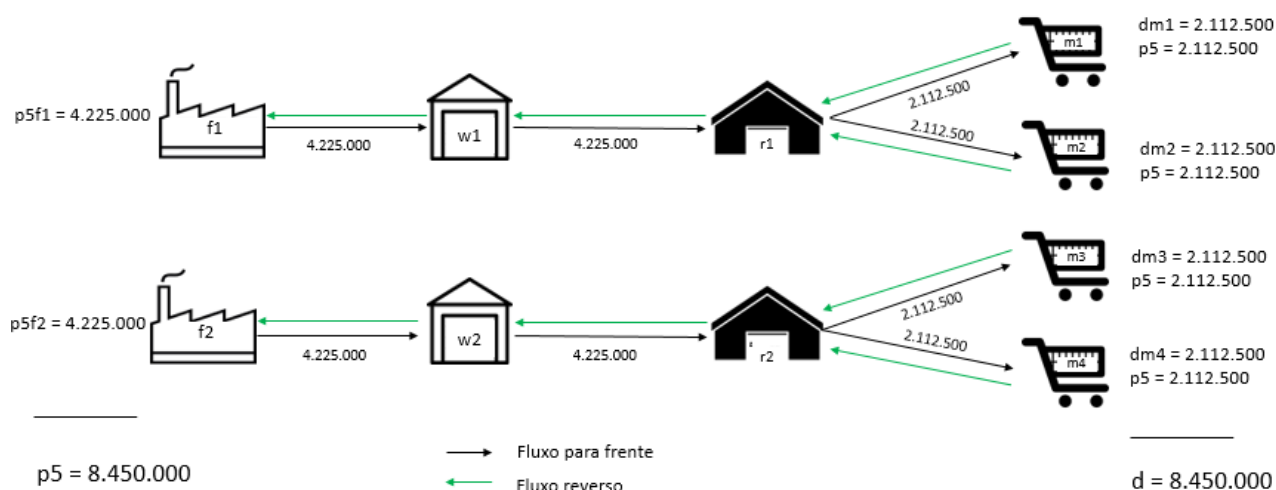 dm1 = 2.112.500
p5 = 2.112.500
m1
p5f1 = 4.225.000
f1
4.225.000
w1
4.225.000
r1
2.112.500
2.112.500
m2
dm2 = 2.112.500
p5 = 2.112.500
m3
dm3 = 2.112.500
p5 = 2.112.500
p5f2 = 4.225.000
f2
4.225.000
w2
4.225.000
r2
2.112.500
2.112.500
m4
dm4 = 2.112.500
p5 = 2.112.500
p5 = 8.450.000
Fluxo para frente
Fluxo reverso
d = 8.450.000